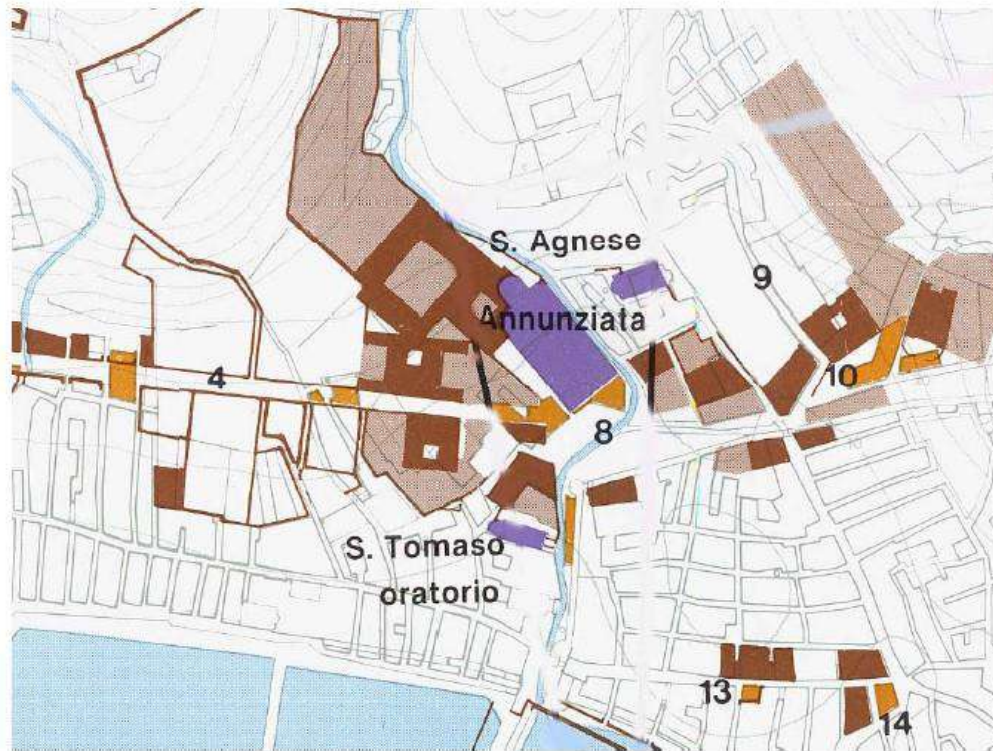 S. Agnese
9
Annunziata
10
4
8
S. Tomaso
oratorio
13
14